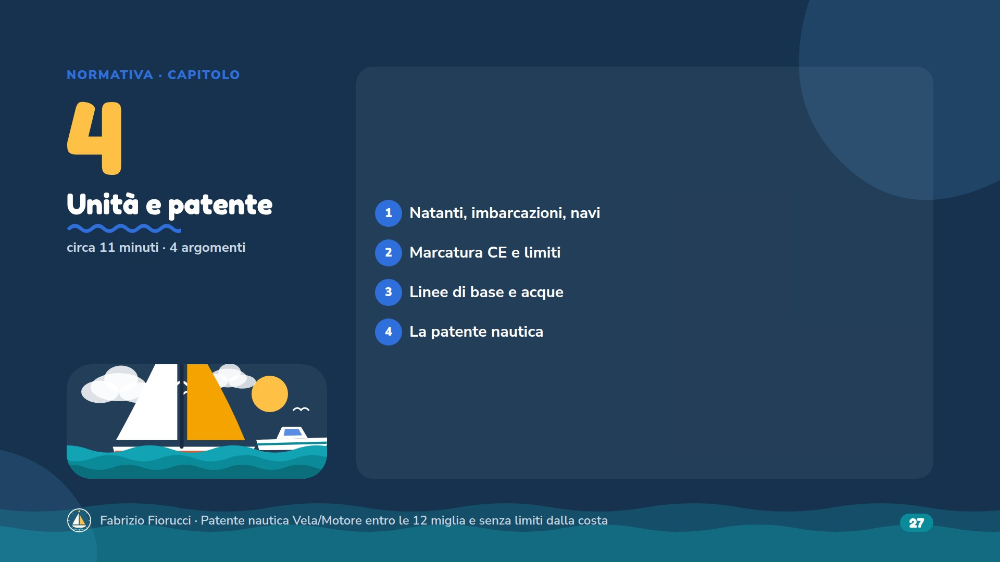 NORMATIVA · CAPITOLO
4
Unità e patente
circa 11 minuti · 4 argomenti
1 Natanti, imbarcazioni, navi
2 Marcatura CE e limiti
3 Linee di base e acque
4 La patente nautica
Fabrizio Fiorucci · Patente nautica Vela/Motore entro le 12 miglia e senza limiti dalla costa
27